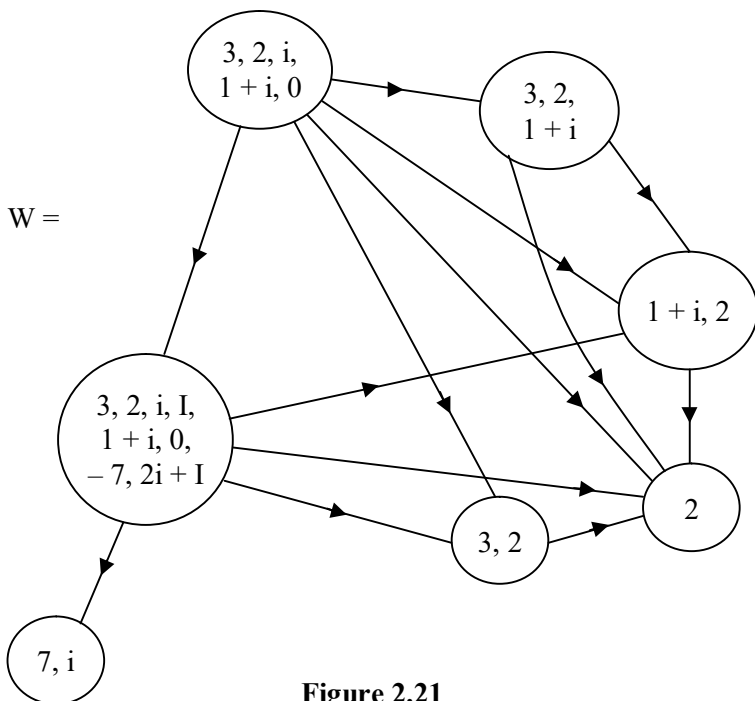 3, 2, i,
1 + i, 0
3, 2,
1 + i
W =
1 + i, 2
3, 2, i, I,
1 + i, 0,
– 7, 2i + I
2
3, 2
7, i
Figure 2.21